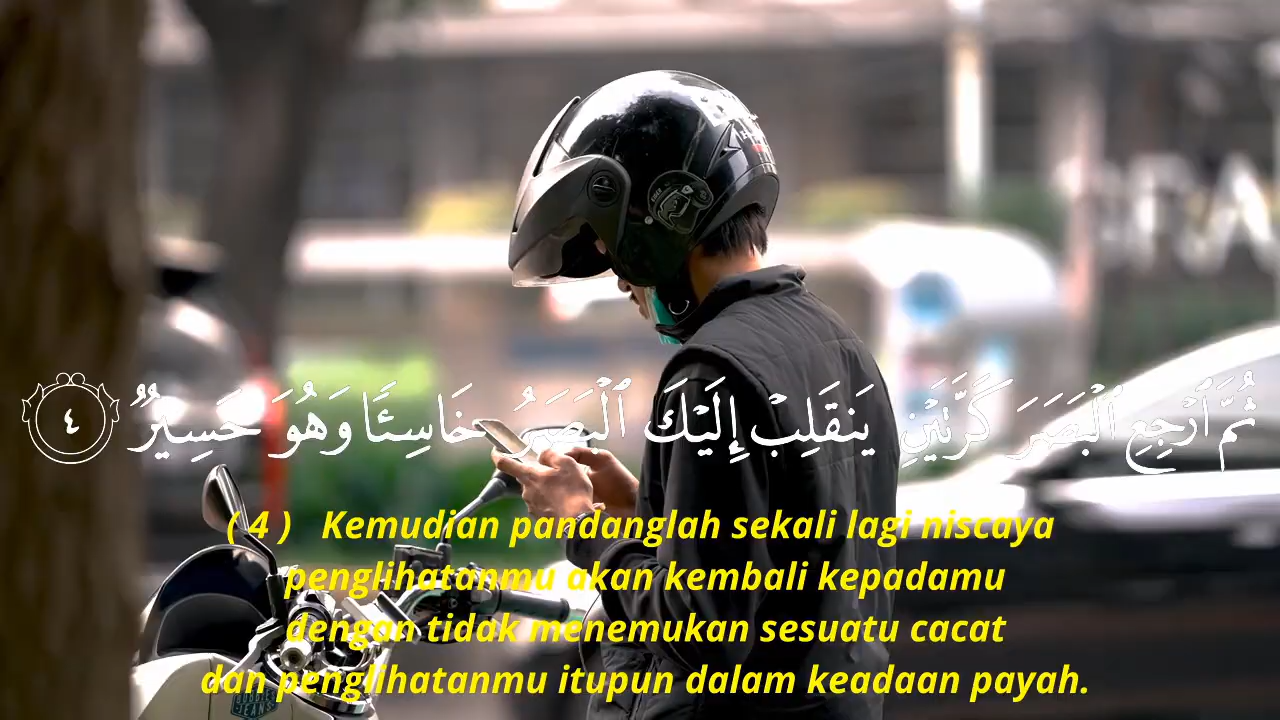 ثُمَّ ٱرْجِعِ ٱلْبَصَرَ كَرَّتَيْنِ يَنقَلِبْ إِلَيْكَ ٱلْبَصَرُ خَاسِئًا وَهُوَ حَسِيرٌ ٤
( 4 ) Kemudian pandanglah sekali lagi niscaya
penglihatanmu akan kembali kepadamu
dengan tidak menemukan sesuatu cacat
dan penglihatanmu itupun dalam keadaan payah.